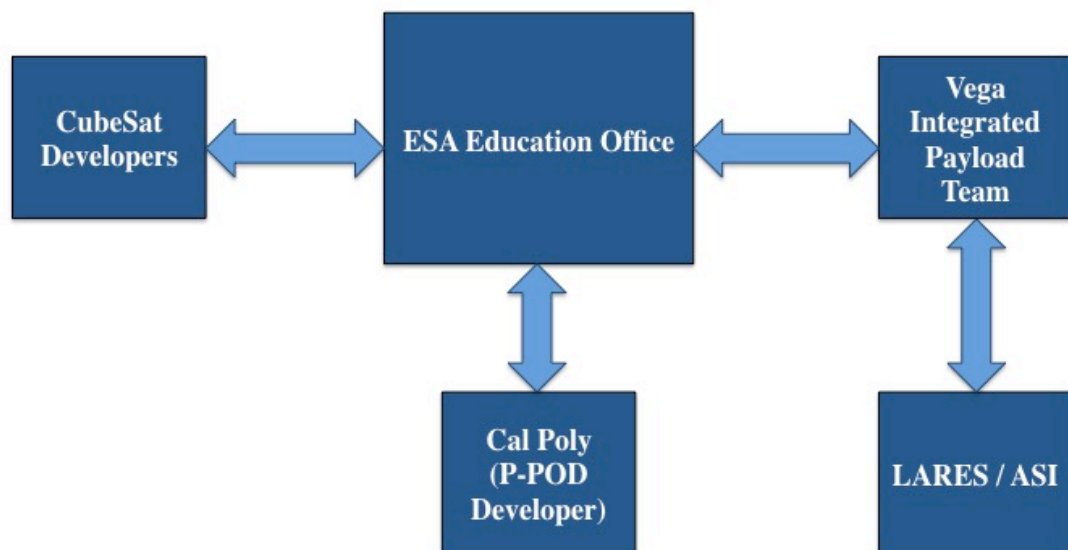 CubeSat
Developers
ESA Education Office
Vega
Integrated
Payload
Team
Cal Poly
(P-POD
Developer)
LARES / ASI